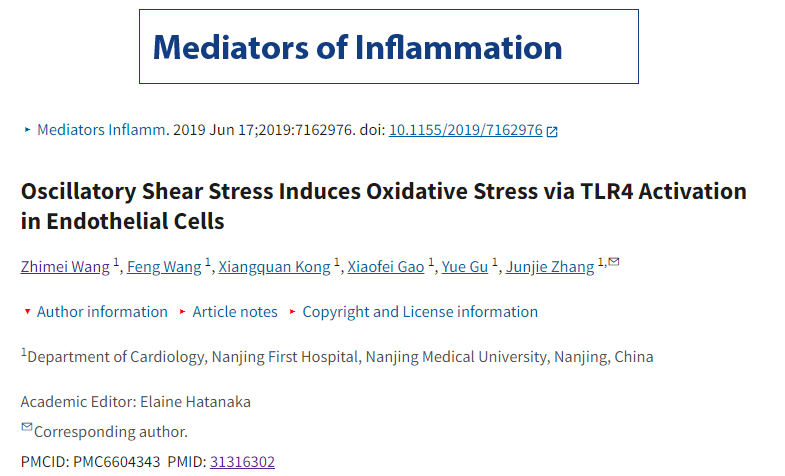 Mediators of Inflammation
Mediators Inflamm. 2019 Jun 17;2019:7162976. doi: 10.1155/2019/7162976
Oscillatory Shear Stress Induces Oxidative Stress via TLR4 Activation
in Endothelial Cells
Zhimei Wang 1, Feng Wang 1, Xiangquan Kong 1, Xiaofei Gao 1, Yue Gu 1, Junjie Zhang 1,✉
Author information Article notes Copyright and License information
1Department of Cardiology, Nanjing First Hospital, Nanjing Medical University, Nanjing, China
Academic Editor: Elaine Hatanaka
✉Corresponding author.
PMCID: PMC6604343 PMID: 31316302